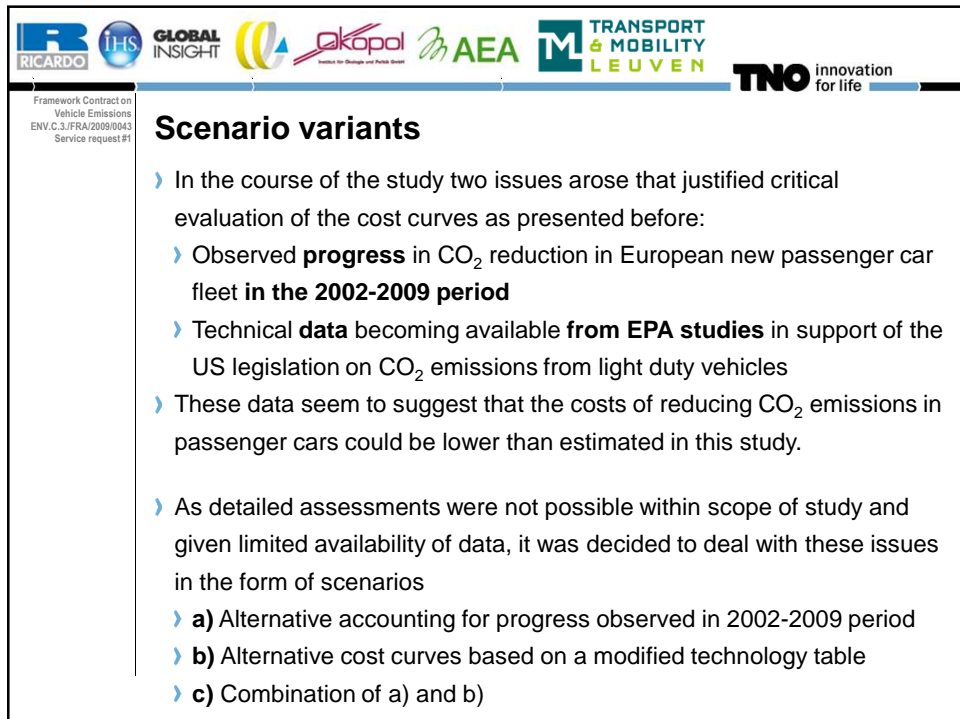 RICARDO
IHS
GLOBAL
INSIGHT
Ökopol
Institut für Ökologie und Politik GmbH
AEA
TM
TRANSPORT
& MOBILITY
LEUVEN
TNO innovation
for life
Framework Contract on
Vehicle Emissions
ENV.C.3./FRA/2009/0043
Service request #1
Scenario variants
In the course of the study two issues arose that justified critical
evaluation of the cost curves as presented before:
Observed progress in CO2 reduction in European new passenger car
fleet in the 2002-2009 period
Technical data becoming available from EPA studies in support of the
US legislation on CO2 emissions from light duty vehicles
These data seem to suggest that the costs of reducing CO2 emissions in
passenger cars could be lower than estimated in this study.
As detailed assessments were not possible within scope of study and
given limited availability of data, it was decided to deal with these issues
in the form of scenarios
a) Alternative accounting for progress observed in 2002-2009 period
b) Alternative cost curves based on a modified technology table
c) Combination of a) and b)